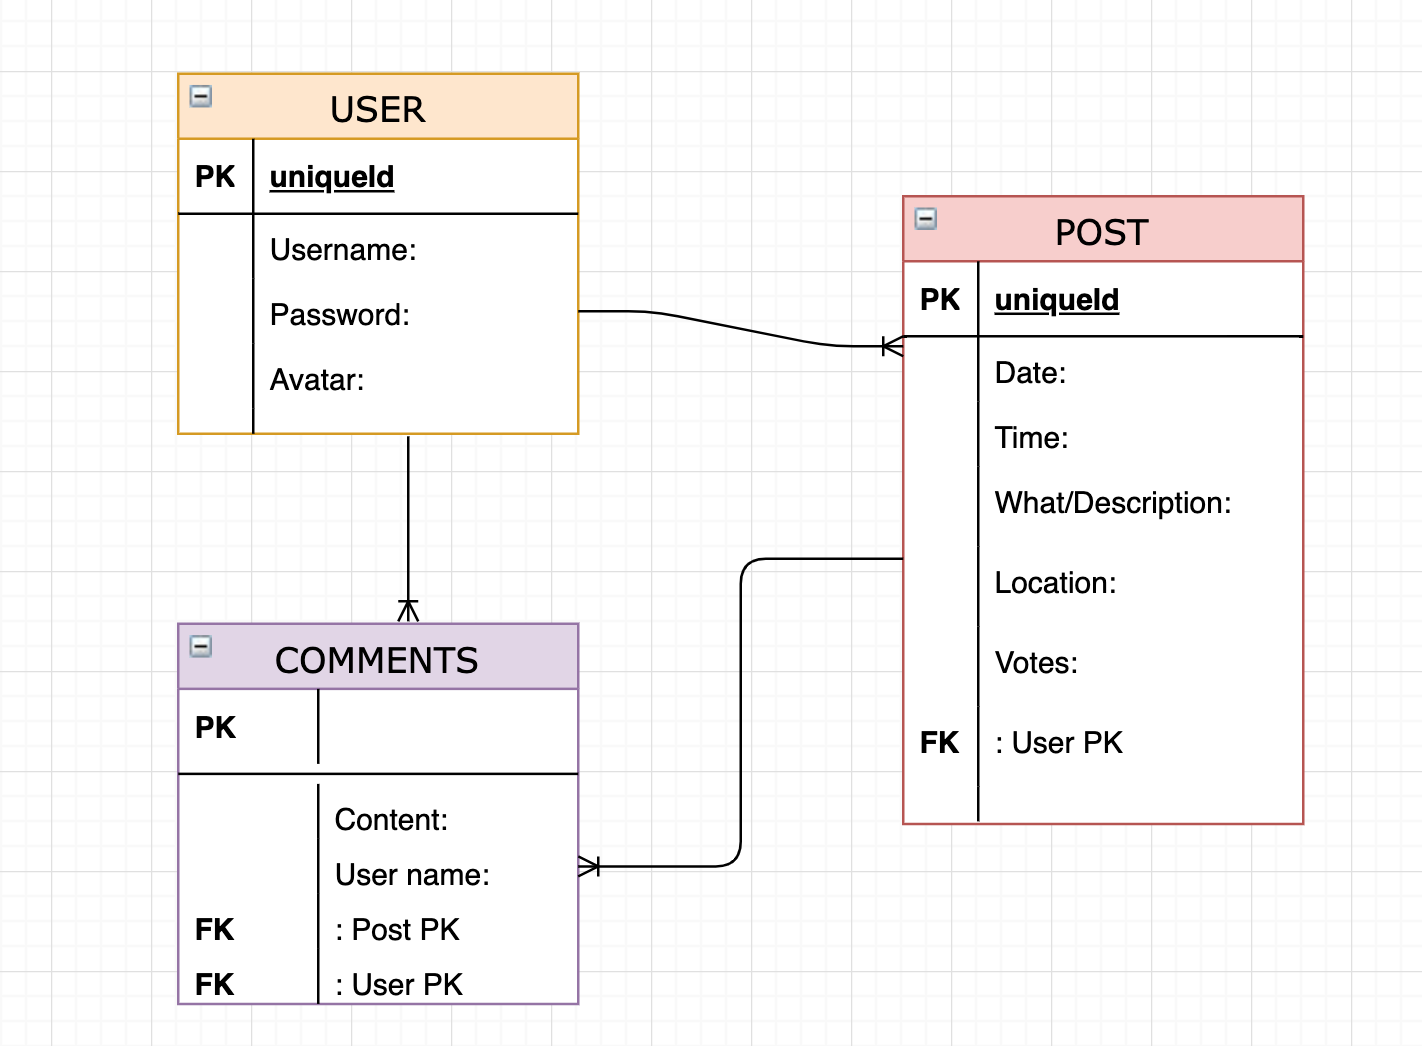 USER
PK uniqueId
Username:
Password:
Avatar:
POST
PK uniqueId
Date:
Time:
What/Description:
Location:
Votes:
FK : User PK
COMMENTS
PK
Content:
User name:
FK : Post PK
FK : User PK